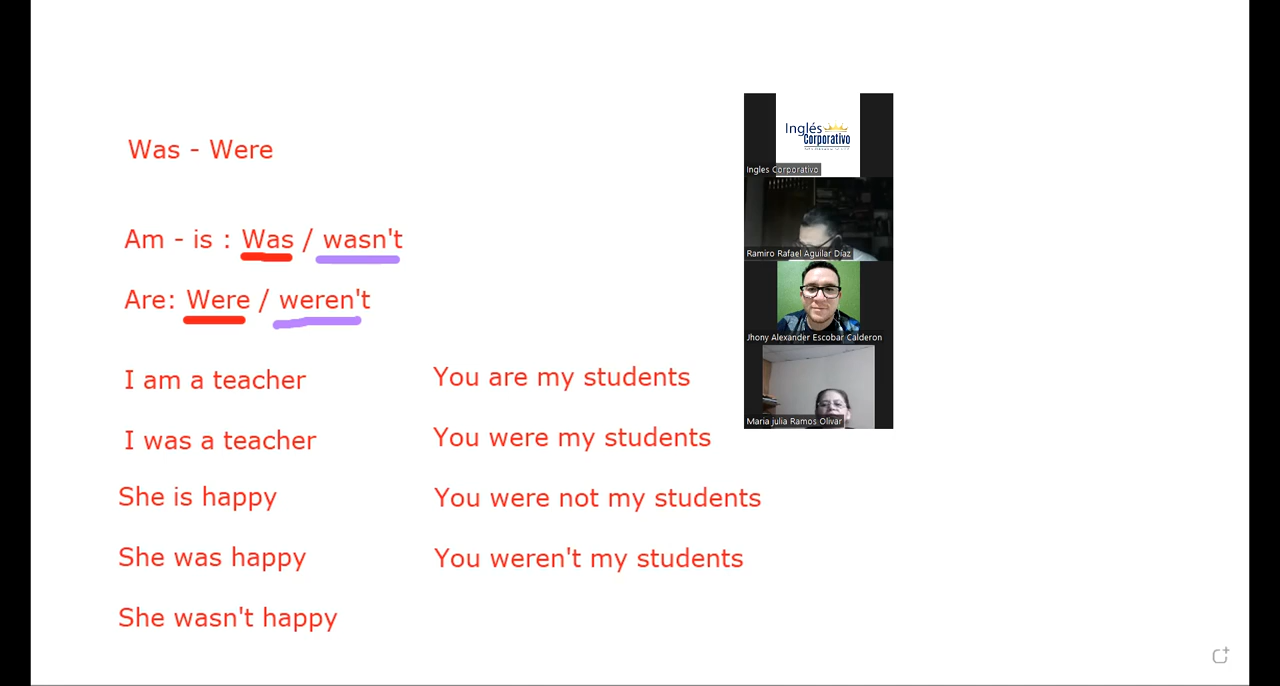 Was - Were
Am - is : Was / wasn't
Are: Were / weren't
I am a teacher
I was a teacher
She is happy
She was happy
She wasn't happy
You are my students
You were my students
You were not my students
You weren't my students
Inglés
Corporativo
Ingles Corporativo
Ramiro Rafael Aguilar Díaz
Jhony Alexander Escobar Calderon
Maria julia Ramos Olivar